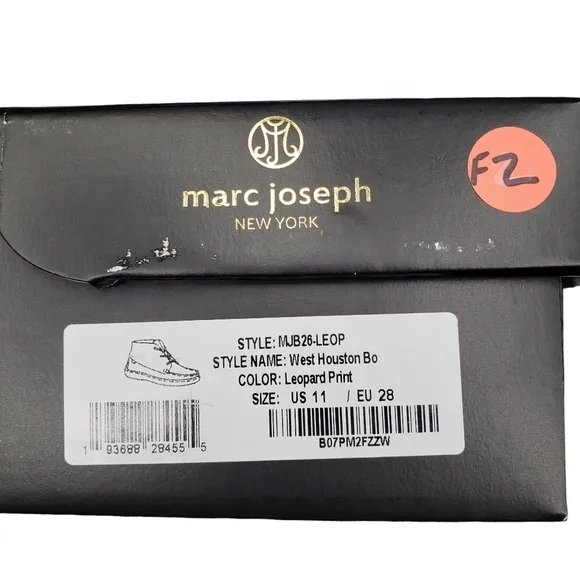 marc joseph
NEW YORK
FZ
STYLE: MJB26-LEOP
STYLE NAME: West Houston Bo
COLOR: Leopard Print
SIZE: US 11 / EU 28
1 93688 28455 5
B07PM2FZZW